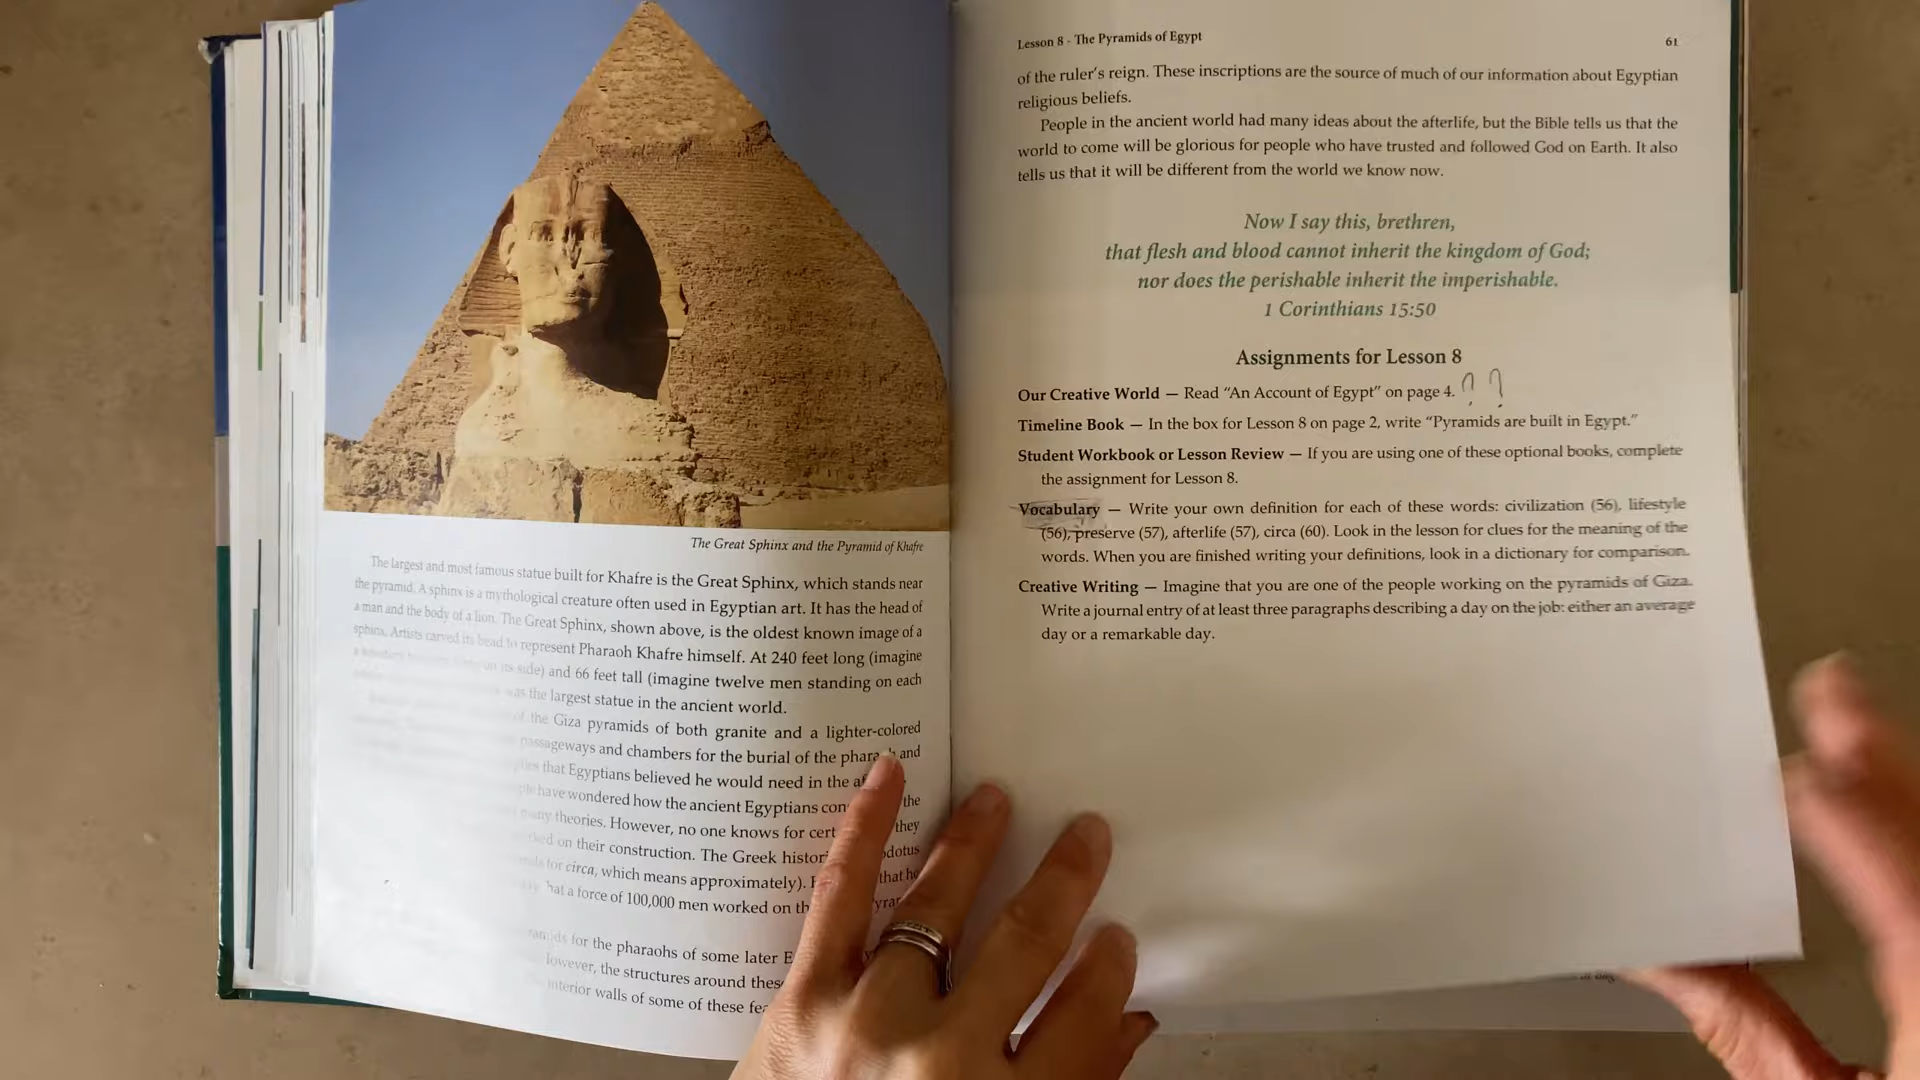 The Great Sphinx and the Pyramid of Khafre
The largest and most famous statue built for Khafre is the Great Sphinx, which stands near
the pyramid. A sphinx is a mythological creature often used in Egyptian art. It has the head of
a man and the body of a lion. The Great Sphinx, shown above, is the oldest known image of a
sphinx. Artists carved its head to represent Pharaoh Khafre himself. At 240 feet long (imagine
on its side) and 66 feet tall (imagine twelve men standing on each
was the largest statue in the ancient world.
of the Giza pyramids of both granite and a lighter-colored
passageways and chambers for the burial of the and
that Egyptians believed he would need in the
have wondered how the ancient Egyptians the
many theories. However, no one knows for they
on their construction. The Greek
for circa, which means approximately). that he
that a force of 100,000 men worked on
for the pharaohs of some later
However, the structures around
interior walls of some of these
Lesson 8 - The Pyramids of Egypt 61
of the ruler's reign. These inscriptions are the source of much of our information about Egyptian
religious beliefs.
People in the ancient world had many ideas about the afterlife, but the Bible tells us that the
world to come will be glorious for people who have trusted and followed God on Earth. It also
tells us that it will be different from the world we know now.
Now I say this, brethren,
that flesh and blood cannot inherit the kingdom of God;
nor does the perishable inherit the imperishable.
1 Corinthians 15:50
Assignments for Lesson 8
Our Creative World — Read "An Account of Egypt" on page 4. ? ?
Timeline Book — In the box for Lesson 8 on page 2, write "Pyramids are built in Egypt."
Student Workbook or Lesson Review — If you are using one of these optional books, complete
the assignment for Lesson 8.
Vocabulary — Write your own definition for each of these words: civilization (56), lifestyle
(56), preserve (57), afterlife (57), circa (60). Look in the lesson for clues for the meaning of the
words. When you are finished writing your definitions, look in a dictionary for comparison.
Creative Writing — Imagine that you are one of the people working on the pyramids of Giza.
Write a journal entry of at least three paragraphs describing a day on the job: either an average
day or a remarkable day.